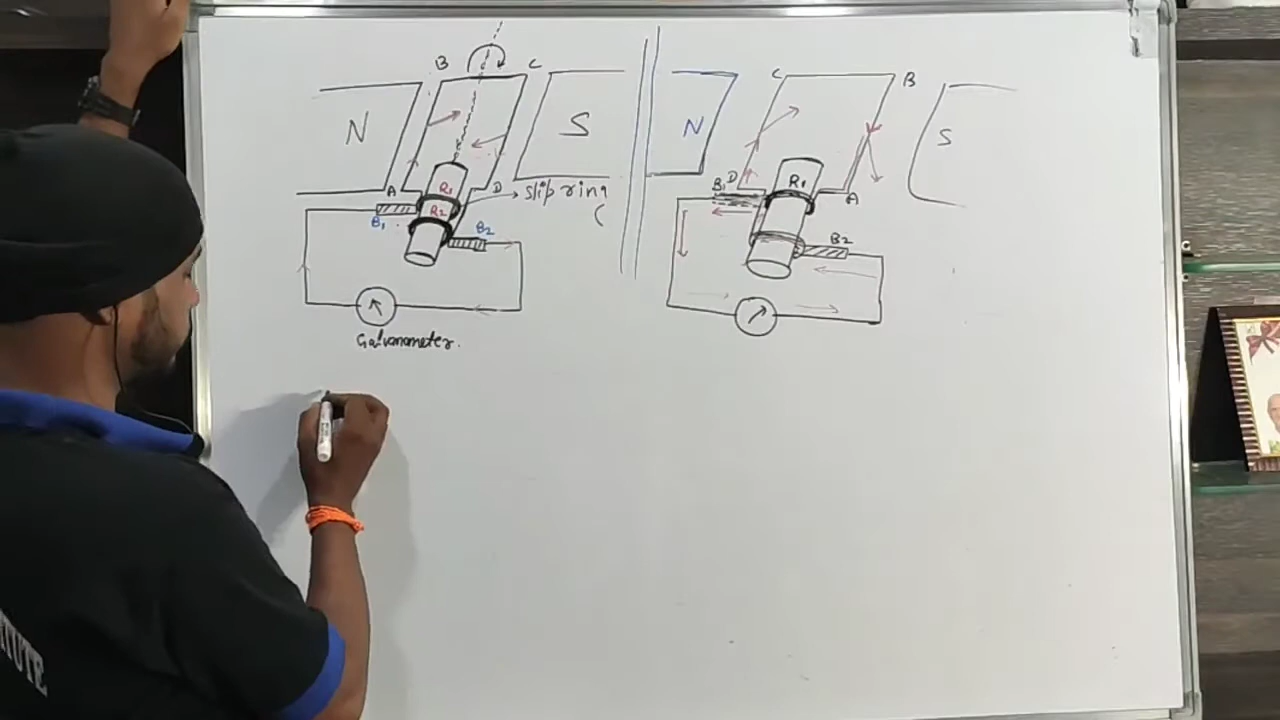 B C C B
N S N S
A R1 D slip ring B1 D R1 A
R2 (
B1 B2 B2
Galvanometer.